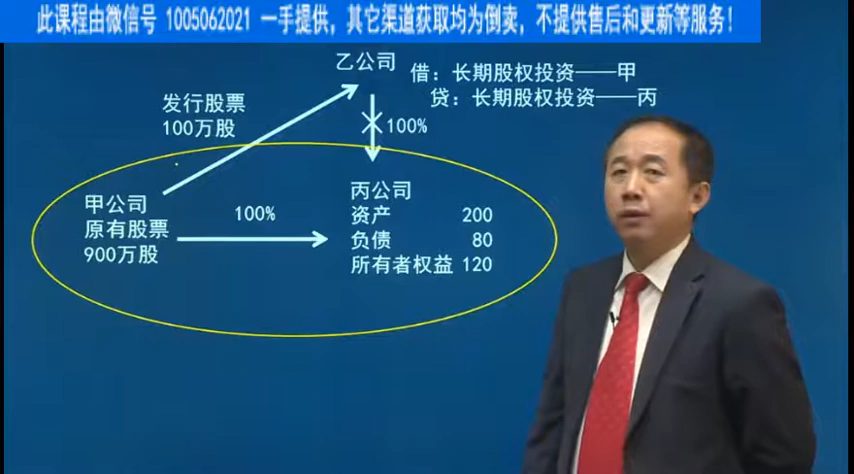 此课程由微信号 1005062021 一手提供，其它渠道获取均为倒卖，不提供售后和更新等服务！
乙公司
借：长期股权投资——甲
贷：长期股权投资——丙
发行股票
100万股
100%
甲公司
原有股票
900万股
100%
丙公司
资产 200
负债 80
所有者权益 120